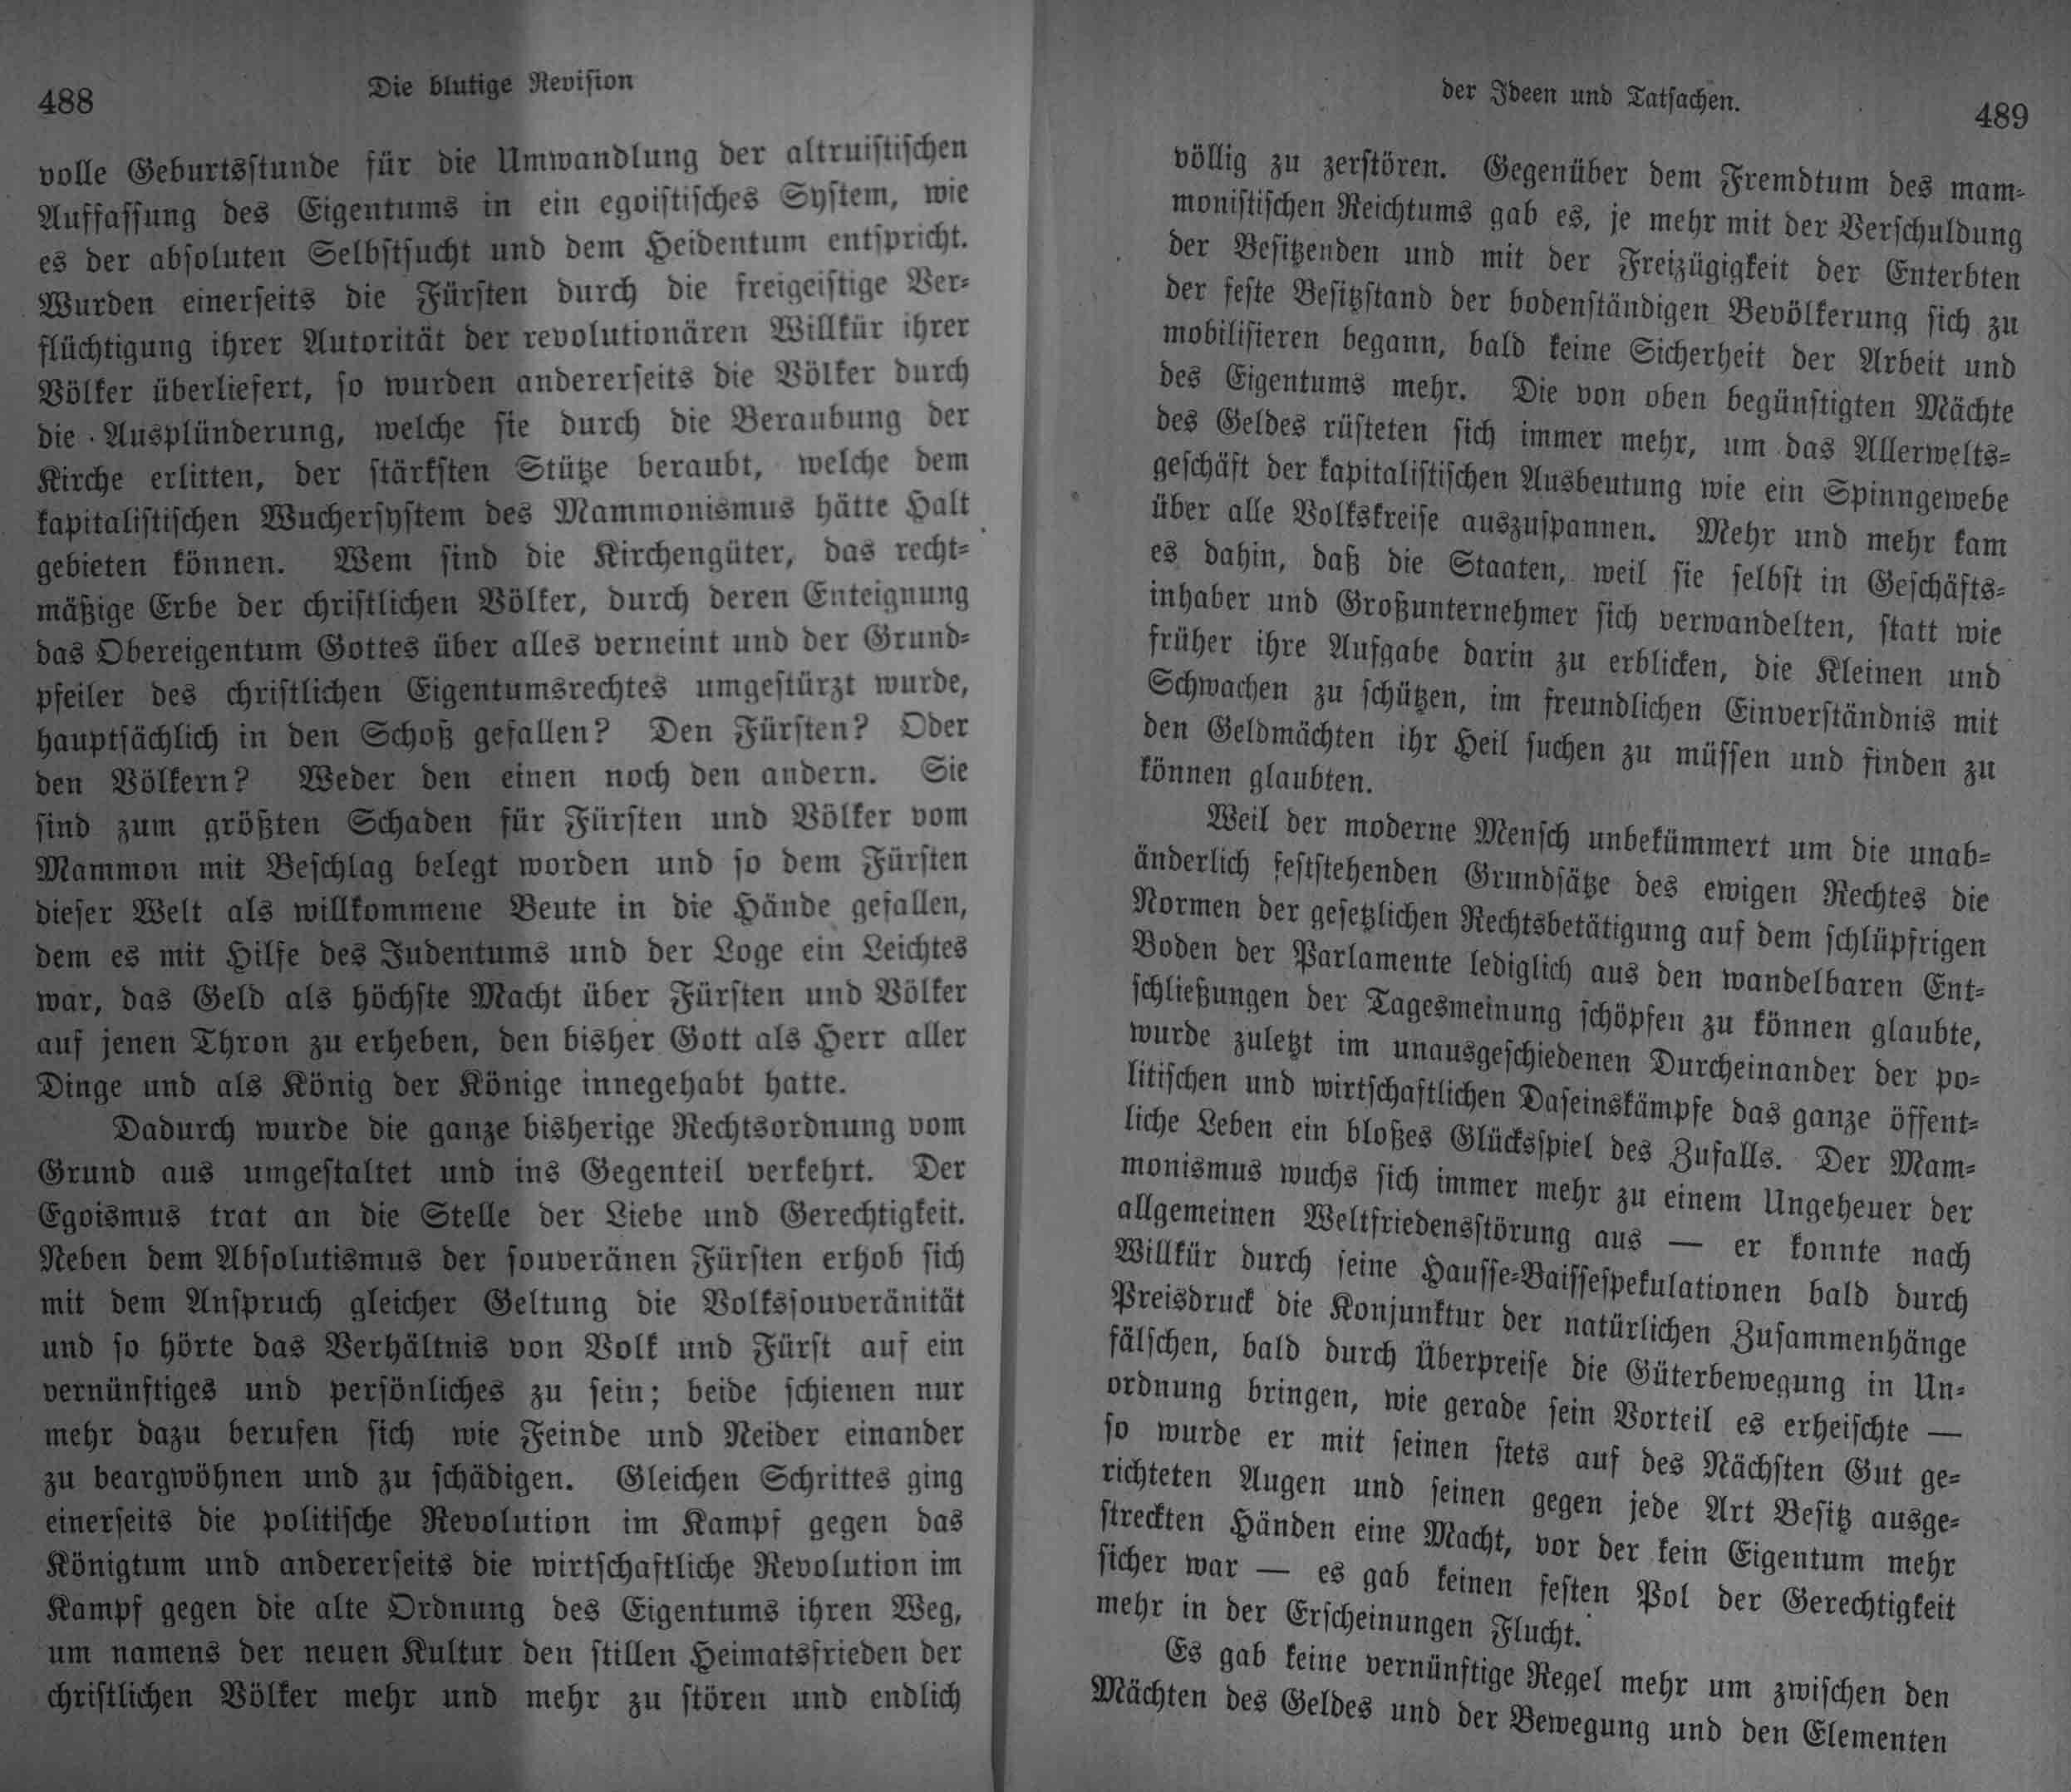 488
Die blutige Revision
volle Geburtsstunde für die Umwandlung der altruistischen
Auffassung des Eigentums in ein egoistisches System, wie
es der absoluten Selbstsucht und dem Heidentum entspricht.
Wurden einerseits die Fürsten durch die freigeistige Ver-
flüchtigung ihrer Autorität der revolutionären Willkür ihrer
Völker überliefert, so wurden andererseits die Völker durch
die Ausplünderung, welche sie durch die Beraubung der
Kirche erlitten, der stärksten Stütze beraubt, welche dem
kapitalistischen Wuchersystem des Mammonismus hätte Halt
gebieten können. Wem sind die Kirchengüter, das recht-
mäßige Erbe der christlichen Völker, durch deren Enteignung
das Obereigentum Gottes über alles verneint und der Grund-
pfeiler des christlichen Eigentumsrechtes umgestürzt wurde,
hauptsächlich in den Schoß gefallen? Den Fürsten? Oder
den Völkern? Weder den einen noch den andern. Sie
sind zum größten Schaden für Fürsten und Völker vom
Mammon mit Beschlag belegt worden und so dem Fürsten
dieser Welt als willkommene Beute in die Hände gefallen,
dem es mit Hilfe des Judentums und der Loge ein Leichtes
war, das Geld als höchste Macht über Fürsten und Völker
auf jenen Thron zu erheben, den bisher Gott als Herr aller
Dinge und als König der Könige innegehabt hatte.
Dadurch wurde die ganze bisherige Rechtsordnung vom
Grund aus umgestaltet und ins Gegenteil verkehrt. Der
Egoismus trat an die Stelle der Liebe und Gerechtigkeit.
Neben dem Absolutismus der souveränen Fürsten erhob sich
mit dem Anspruch gleicher Geltung die Volkssouveränität
und so hörte das Verhältnis von Volk und Fürst auf ein
vernünftiges und persönliches zu sein; beide schienen nur
mehr dazu berufen sich wie Feinde und Neider einander
zu beargwöhnen und zu schädigen. Gleichen Schrittes ging
einerseits die politische Revolution im Kampf gegen das
Königtum und andererseits die wirtschaftliche Revolution im
Kampf gegen die alte Ordnung des Eigentums ihren Weg,
um namens der neuen Kultur den stillen Heimatsfrieden der
christlichen Völker mehr und mehr zu stören und endlich
der Ideen und Tatsachen.
489
völlig zu zerstören. Gegenüber dem Fremdtum des mam-
monistischen Reichtums gab es, je mehr mit der Verschuldung
der Besitzenden und mit der Freizügigkeit der Enterbten
der feste Besitzstand der bodenständigen Bevölkerung sich zu
mobilisieren begann, bald keine Sicherheit der Arbeit und
des Eigentums mehr. Die von oben begünstigten Mächte
des Geldes rüsteten sich immer mehr, um das Allerwelts-
geschäft der kapitalistischen Ausbeutung wie ein Spinngewebe
über alle Volkskreise auszuspannen. Mehr und mehr kam
es dahin, daß die Staaten, weil sie selbst in Geschäfts-
inhaber und Großunternehmer sich verwandelten, statt wie
früher ihre Aufgabe darin zu erblicken, die Kleinen und
Schwachen zu schützen, im freundlichen Einverständnis mit
den Geldmächten ihr Heil suchen zu müssen und finden zu
können glaubten.
Weil der moderne Mensch unbekümmert um die unab-
änderlich feststehenden Grundsätze des ewigen Rechtes die
Normen der gesetzlichen Rechtsbetätigung auf dem schlüpfrigen
Boden der Parlamente lediglich aus den wandelbaren Ent-
schließungen der Tagesmeinung schöpfen zu können glaubte,
wurde zuletzt im unausgeschiedenen Durcheinander der po-
litischen und wirtschaftlichen Daseinskämpfe das ganze öffent-
liche Leben ein bloßes Glücksspiel des Zufalls. Der Mam-
monismus wuchs sich immer mehr zu einem Ungeheuer der
allgemeinen Weltfriedensstörung aus — er konnte nach
Willkür durch seine Hausse-Baissespekulationen bald durch
Preisdruck die Konjunktur der natürlichen Zusammenhänge
fälschen, bald durch Überpreise die Güterbewegung in Un-
ordnung bringen, wie gerade sein Vorteil es erheischte —
so wurde er mit seinen stets auf des Nächsten Gut ge-
richteten Augen und seinen gegen jede Art Besitz ausge-
streckten Händen eine Macht, vor der kein Eigentum mehr
sicher war — es gab keinen festen Pol der Gerechtigkeit
mehr in der Erscheinungen Flucht.
Es gab keine vernünftige Regel mehr um zwischen den
Mächten des Geldes und der Bewegung und den Elementen